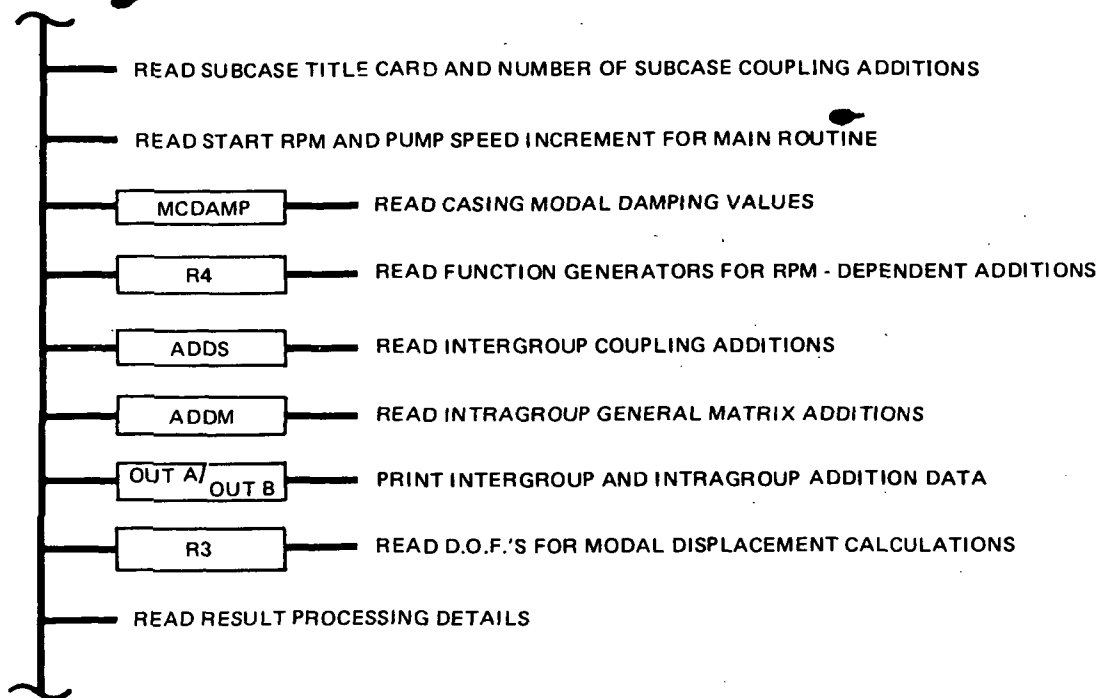 READ SUBCASE TITLE CARD AND NUMBER OF SUBCASE COUPLING ADDITIONS
READ START RPM AND PUMP SPEED INCREMENT FOR MAIN ROUTINE
MCDAMP READ CASING MODAL DAMPING VALUES
R4 READ FUNCTION GENERATORS FOR RPM - DEPENDENT ADDITIONS
ADDS READ INTERGROUP COUPLING ADDITIONS
ADDM READ INTRAGROUP GENERAL MATRIX ADDITIONS
OUT A/OUT B PRINT INTERGROUP AND INTRAGROUP ADDITION DATA
R3 READ D.O.F.'S FOR MODAL DISPLACEMENT CALCULATIONS
READ RESULT PROCESSING DETAILS